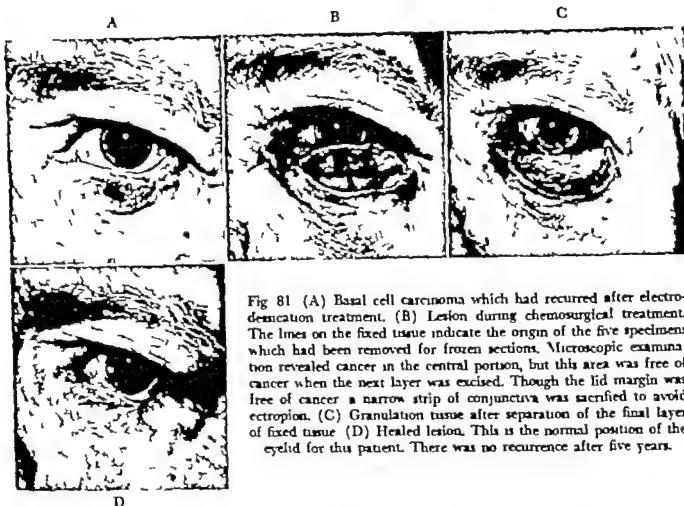 A
B
C
Fig 81 (A) Basal cell carcinoma which had recurred after electro-
dessication treatment. (B) Lesion during chemosurgical treatment.
The lines on the fixed tissue indicate the origin of the five specimens
which had been removed for frozen sections. Microscopic examina
tion revealed cancer in the central portion, but this area was free of
cancer when the next layer was excised. Though the lid margin was
free of cancer a narrow strip of conjunctiva was sacrified to avoid
ectropion. (C) Granulation tissue after separation of the final layer
of fixed tissue (D) Healed lesion. This is the normal position of the
eyelid for this patient. There was no recurrence after five years.
D